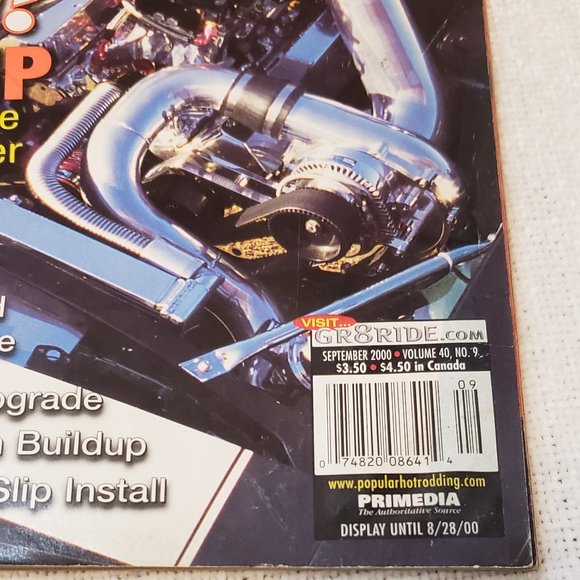 !
P
e
er
d
e
pgrade
n Buildup
Slip Install
VISIT...
GR8RIDE.com
SEPTEMBER 2000 • VOLUME 40, NO. 9
$3.50 • $4.50 in Canada
09
0 74820 08641 4
www.popularhotrodding.com
PRIMEDIA
The Authoritative Source
DISPLAY UNTIL 8/28/00